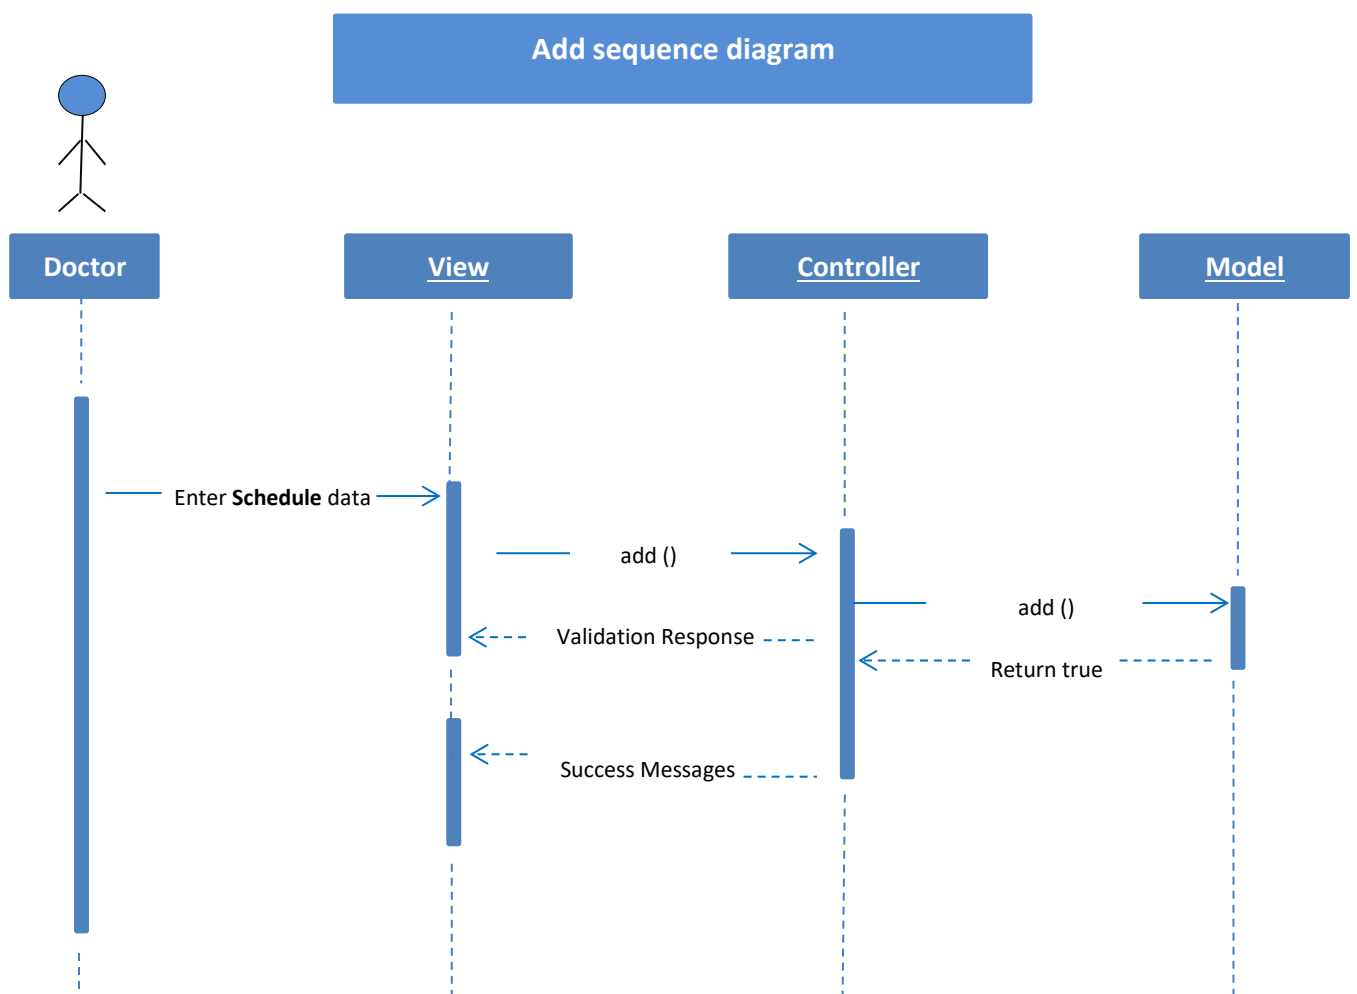 Add sequence diagram
Doctor
View
Controller
Model
Enter Schedule data
add ()
add ()
Validation Response
Return true
Success Messages